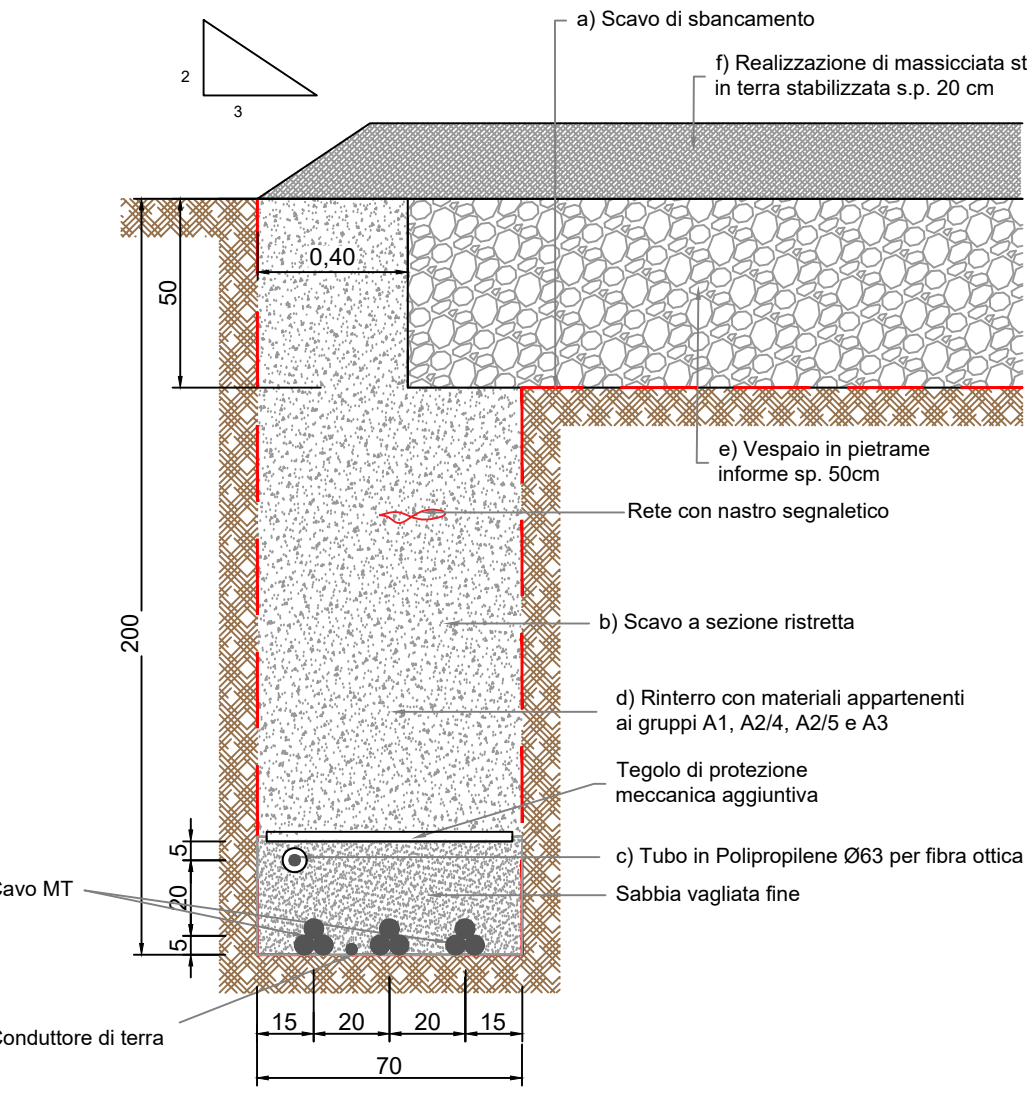 a) Scavo di sbancamento
f) Realizzazione di massicciata st
in terra stabilizzata s.p. 20 cm
2
3
0,40
50
e) Vespaio in pietrame
informe sp. 50cm
Rete con nastro segnaletico
b) Scavo a sezione ristretta
200
d) Rinterro con materiali appartenenti
ai gruppi A1, A2/4, A2/5 e A3
Tegolo di protezione
meccanica aggiuntiva
5
c) Tubo in Polipropilene Ø63 per fibra ottica
Cavo MT
20
Sabbia vagliata fine
5
15 20 20 15
Conduttore di terra
70